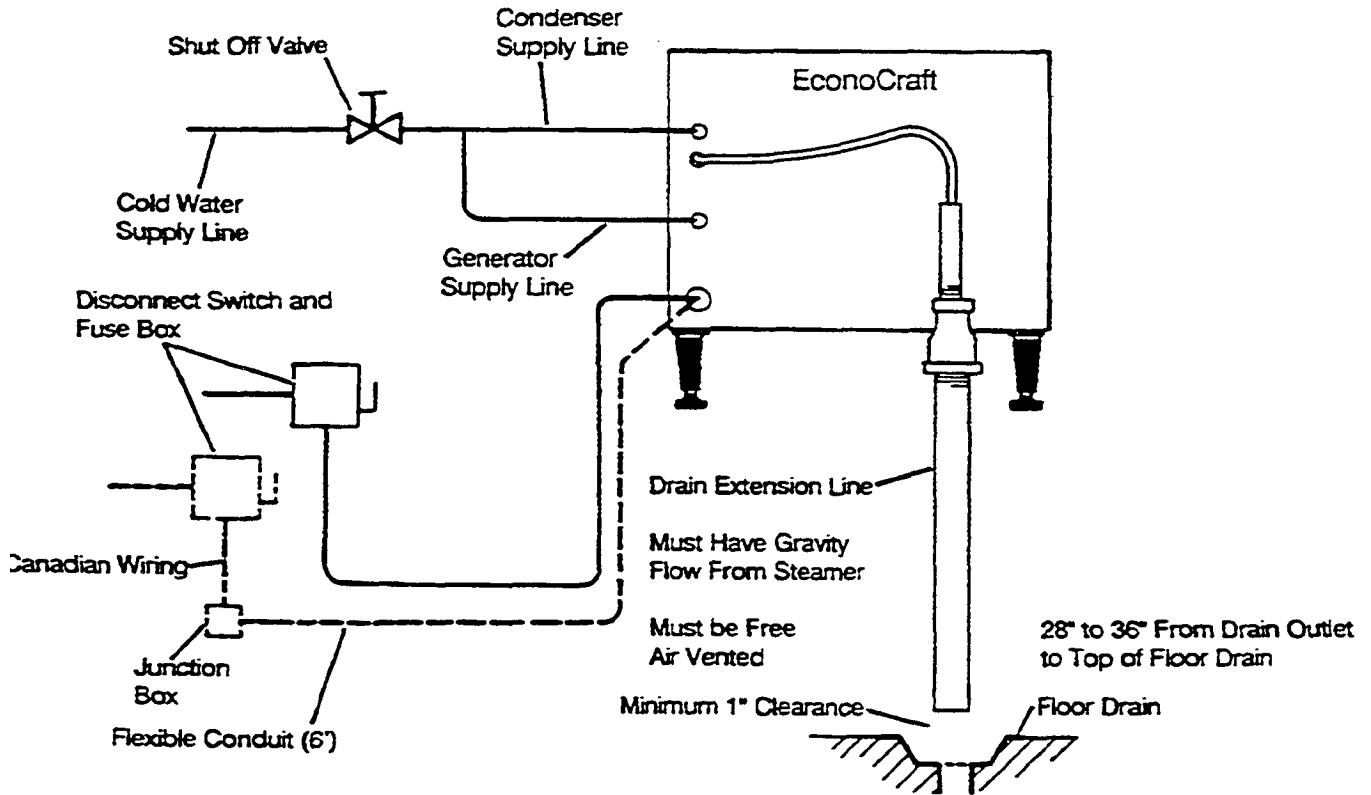 Condenser
Supply Line
Shut Off Valve
EconoCraft
Cold Water
Supply Line
Generator
Supply Line
Disconnect Switch and
Fuse Box
Canadian Wiring
Junction
Box
Flexible Conduit (6')
Drain Extension Line
Must Have Gravity
Flow From Steamer
Must be Free
Air Vented
28" to 36" From Drain Outlet
to Top of Floor Drain
Minimum 1" Clearance
Floor Drain